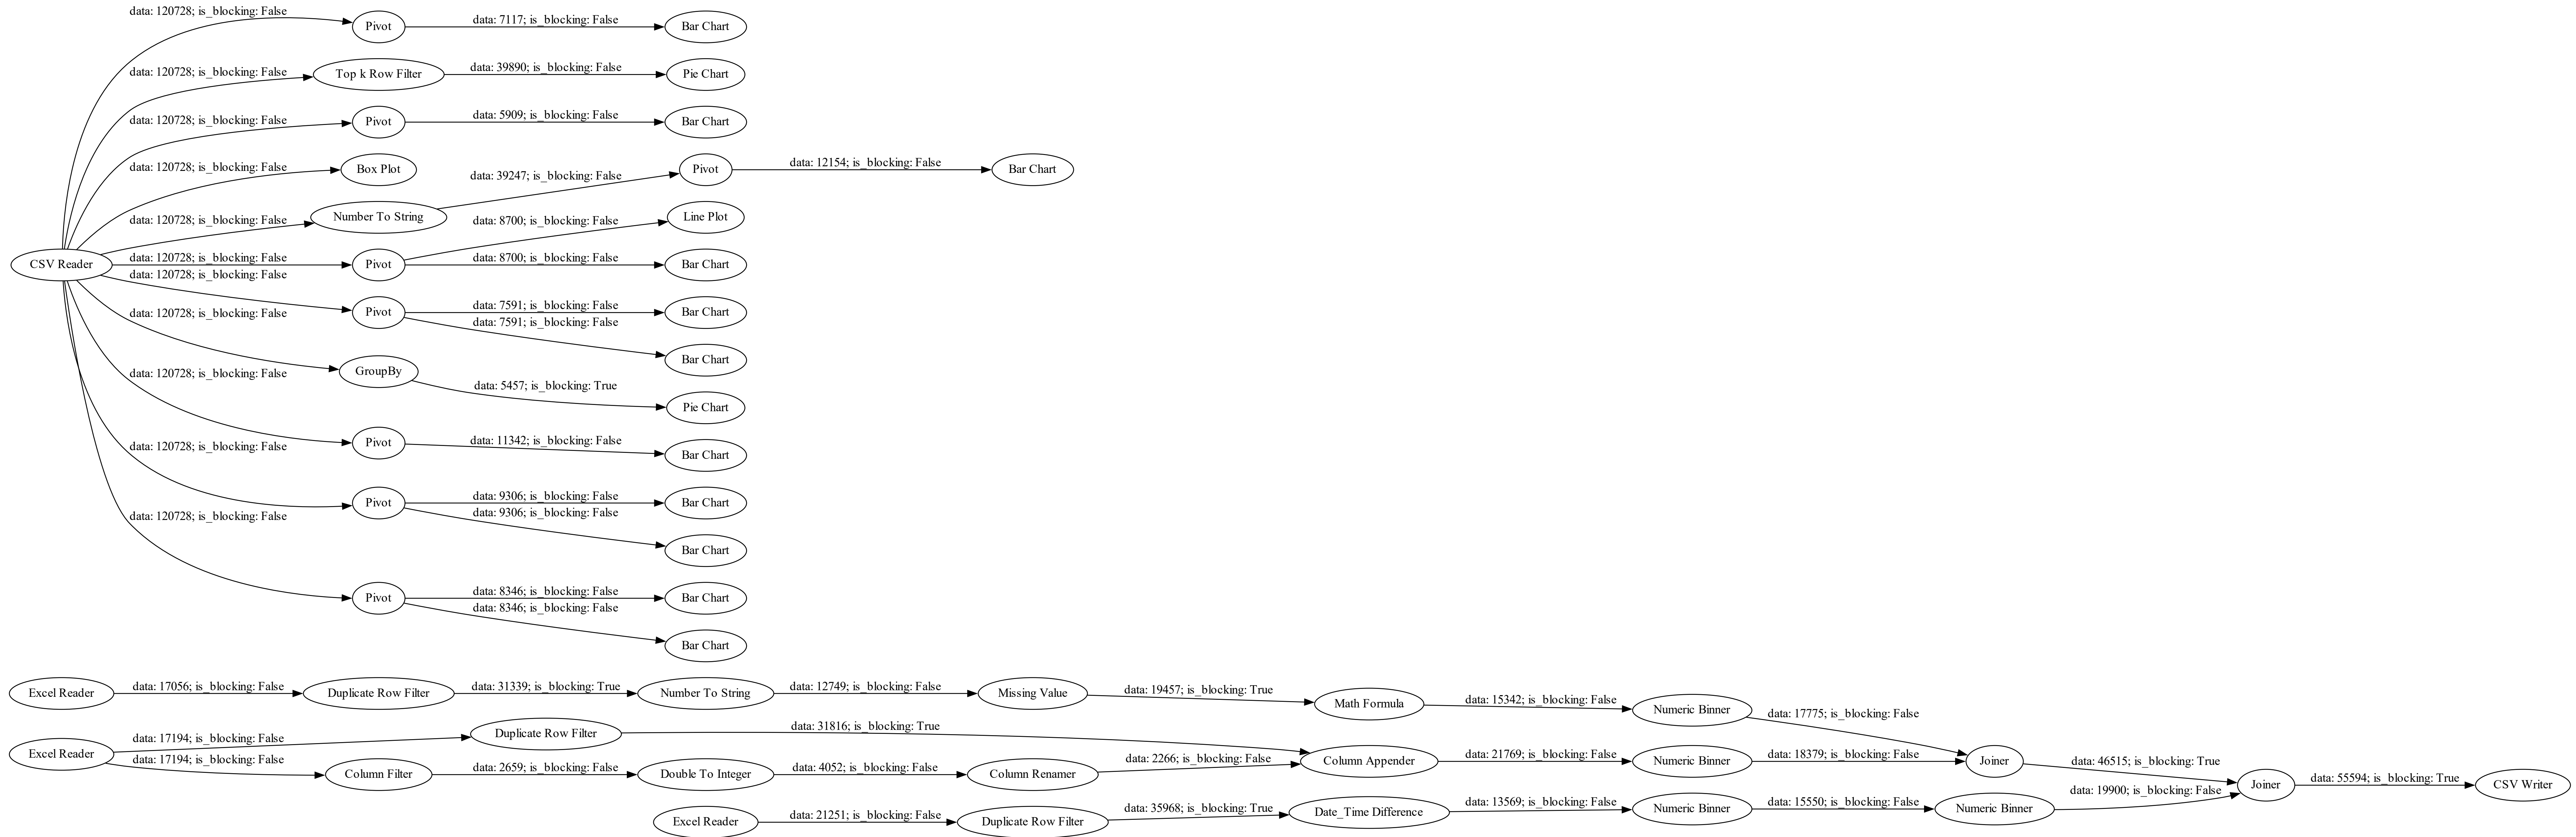 data: 120728; is_blocking: False
Pivot
data: 7117; is_blocking: False
Bar Chart
data: 120728; is_blocking: False
Top k Row Filter
data: 39890; is_blocking: False
Pie Chart
data: 120728; is_blocking: False
Pivot
data: 5909; is_blocking: False
Bar Chart
data: 120728; is_blocking: False
Box Plot
data: 120728; is_blocking: False
Number To String
data: 39247; is_blocking: False
Pivot
data: 12154; is_blocking: False
Bar Chart
CSV Reader
data: 120728; is_blocking: False
Pivot
data: 8700; is_blocking: False
Line Plot
data: 8700; is_blocking: False
Bar Chart
data: 120728; is_blocking: False
Pivot
data: 7591; is_blocking: False
Bar Chart
data: 7591; is_blocking: False
Bar Chart
data: 120728; is_blocking: False
GroupBy
data: 5457; is_blocking: True
Pie Chart
data: 120728; is_blocking: False
Pivot
data: 11342; is_blocking: False
Bar Chart
data: 120728; is_blocking: False
Pivot
data: 9306; is_blocking: False
Bar Chart
data: 9306; is_blocking: False
Bar Chart
data: 120728; is_blocking: False
Pivot
data: 8346; is_blocking: False
Bar Chart
data: 8346; is_blocking: False
Bar Chart
Excel Reader
data: 17056; is_blocking: False
Duplicate Row Filter
data: 31339; is_blocking: True
Number To String
data: 12749; is_blocking: False
Missing Value
data: 19457; is_blocking: True
Math Formula
data: 15342; is_blocking: False
Numeric Binner
data: 17775; is_blocking: False
Excel Reader
data: 17194; is_blocking: False
Duplicate Row Filter
data: 31816; is_blocking: True
data: 17194; is_blocking: False
Column Filter
data: 2659; is_blocking: False
Double To Integer
data: 4052; is_blocking: False
Column Renamer
data: 2266; is_blocking: False
Column Appender
data: 21769; is_blocking: False
Numeric Binner
data: 18379; is_blocking: False
Joiner
data: 46515; is_blocking: True
Excel Reader
data: 21251; is_blocking: False
Duplicate Row Filter
data: 35968; is_blocking: True
Date_Time Difference
data: 13569; is_blocking: False
Numeric Binner
data: 15550; is_blocking: False
Numeric Binner
data: 19900; is_blocking: False
Joiner
data: 55594; is_blocking: True
CSV Writer